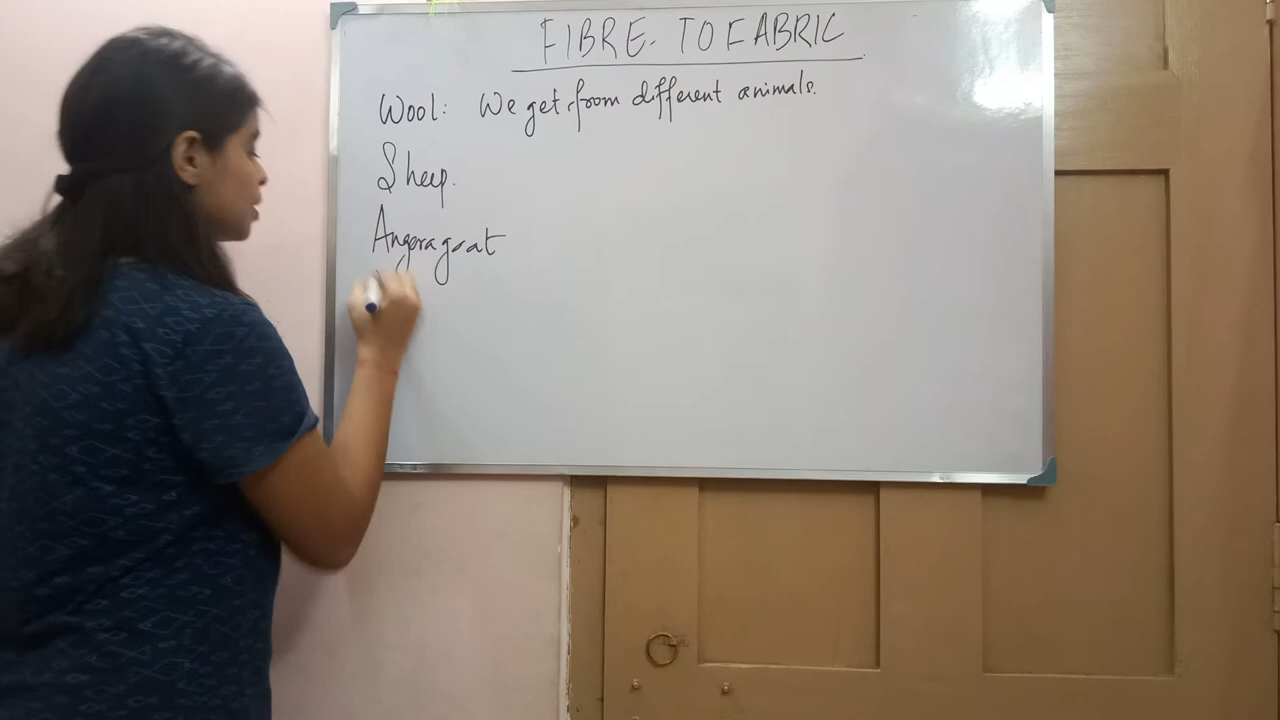 FIBRE TO FABRIC
Wool: We get from different animals.
Sheep.
Angora goat